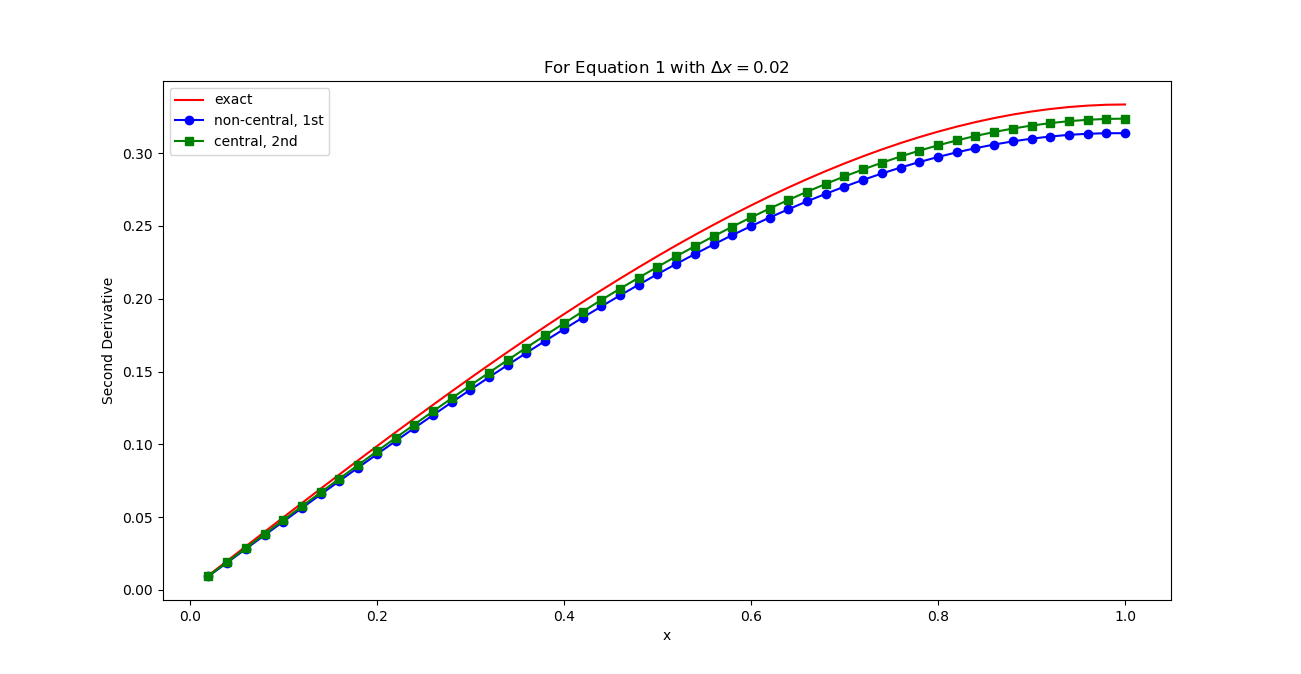 For Equation 1 with Δx = 0.02
exact
non-central, 1st
central, 2nd
Second Derivative
0.30
0.25
0.20
0.15
0.10
0.05
0.00
0.0 0.2 0.4 0.6 0.8 1.0
x